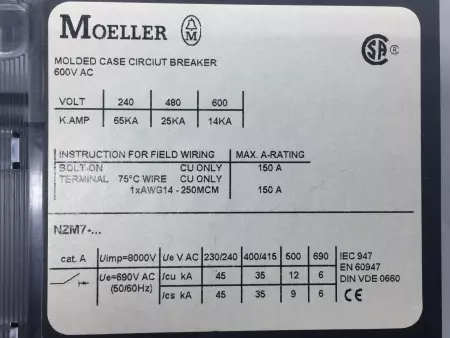 MOELLER M
MOLDED CASE CIRCIUT BREAKER
600V AC
SA ®
VOLT 240 480 600
K.AMP 65KA 25KA 14KA
INSTRUCTION FOR FIELD WIRING MAX. A-RATING
BOLT-ON CU ONLY 150 A
TERMINAL 75°C WIRE CU ONLY
1xAWG14 - 250MCM 150 A
NZM7-...
cat. A Uimp=8000V Ue V AC 230/240 400/415 500 690 IEC 947
Ue=690V AC Icu kA 45 35 12 6 EN 60947
(50/60Hz) Ics kA 45 35 9 6 DIN VDE 0660
CE